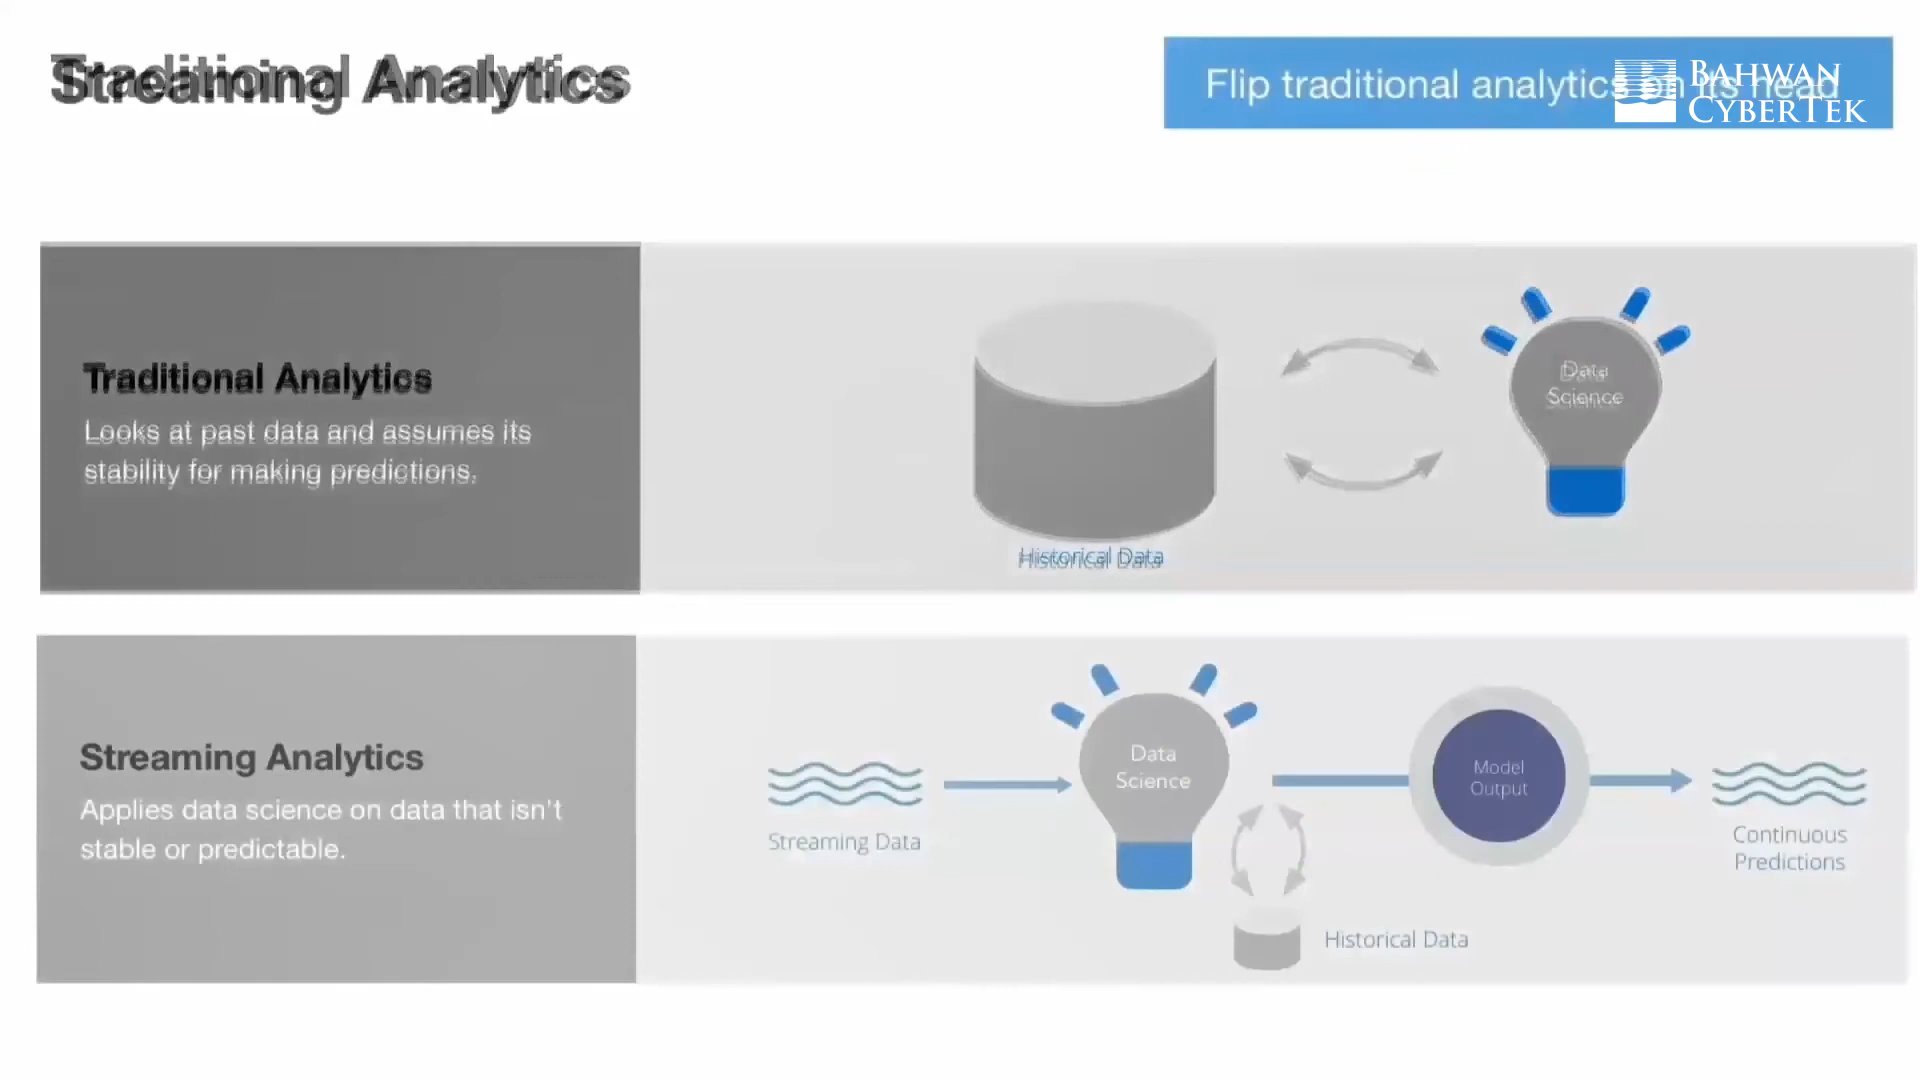 Traditional Analytics
Streaming Analytics
Flip traditional analytics on its head
BAHWAN
CYBERTEK
Traditional Analytics
Looks at past data and assumes its
stability for making predictions.
Historical Data
Data
Science
Streaming Analytics
Applies data science on data that isn't
stable or predictable.
Streaming Data
Data
Science
Model
Output
Continuous
Predictions
Historical Data